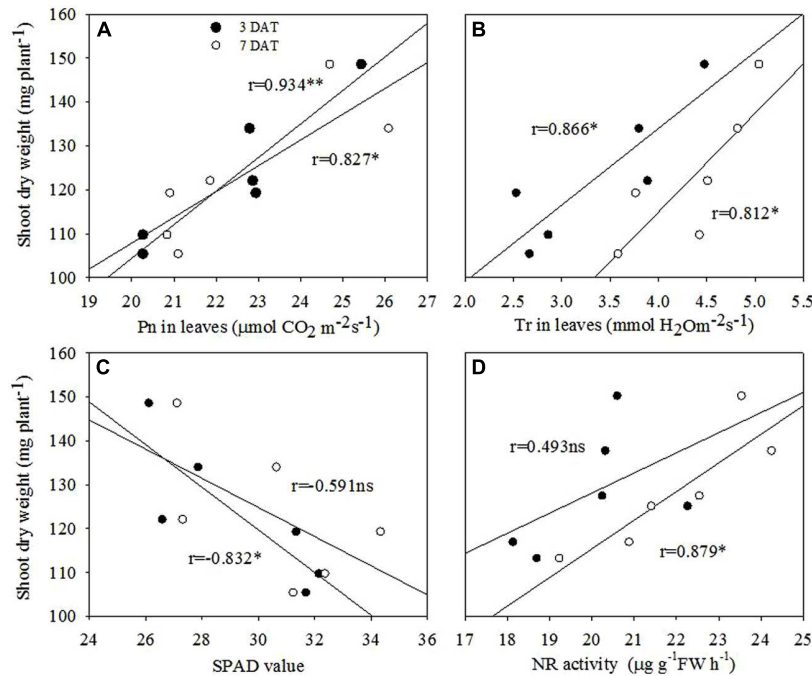 A
● 3 DAT
○ 7 DAT
r=0.934**
r=0.827*
160
150
140
130
120
110
100
19 20 21 22 23 24 25 26 27
Shoot dry weight (mg plant⁻¹)
Pn in leaves (μmol CO₂ m⁻²s⁻¹)
B
r=0.866*
r=0.812*
2.0 2.5 3.0 3.5 4.0 4.5 5.0 5.5
Tr in leaves (mmol H₂Om⁻²s⁻¹)
C
r=-0.591ns
r=-0.832*
160
150
140
130
120
110
100
24 26 28 30 32 34 36
Shoot dry weight (mg plant⁻¹)
SPAD value
D
r=0.493ns
r=0.879*
17 18 19 20 21 22 23 24 25
NR activity (μg g⁻¹FW h⁻¹)